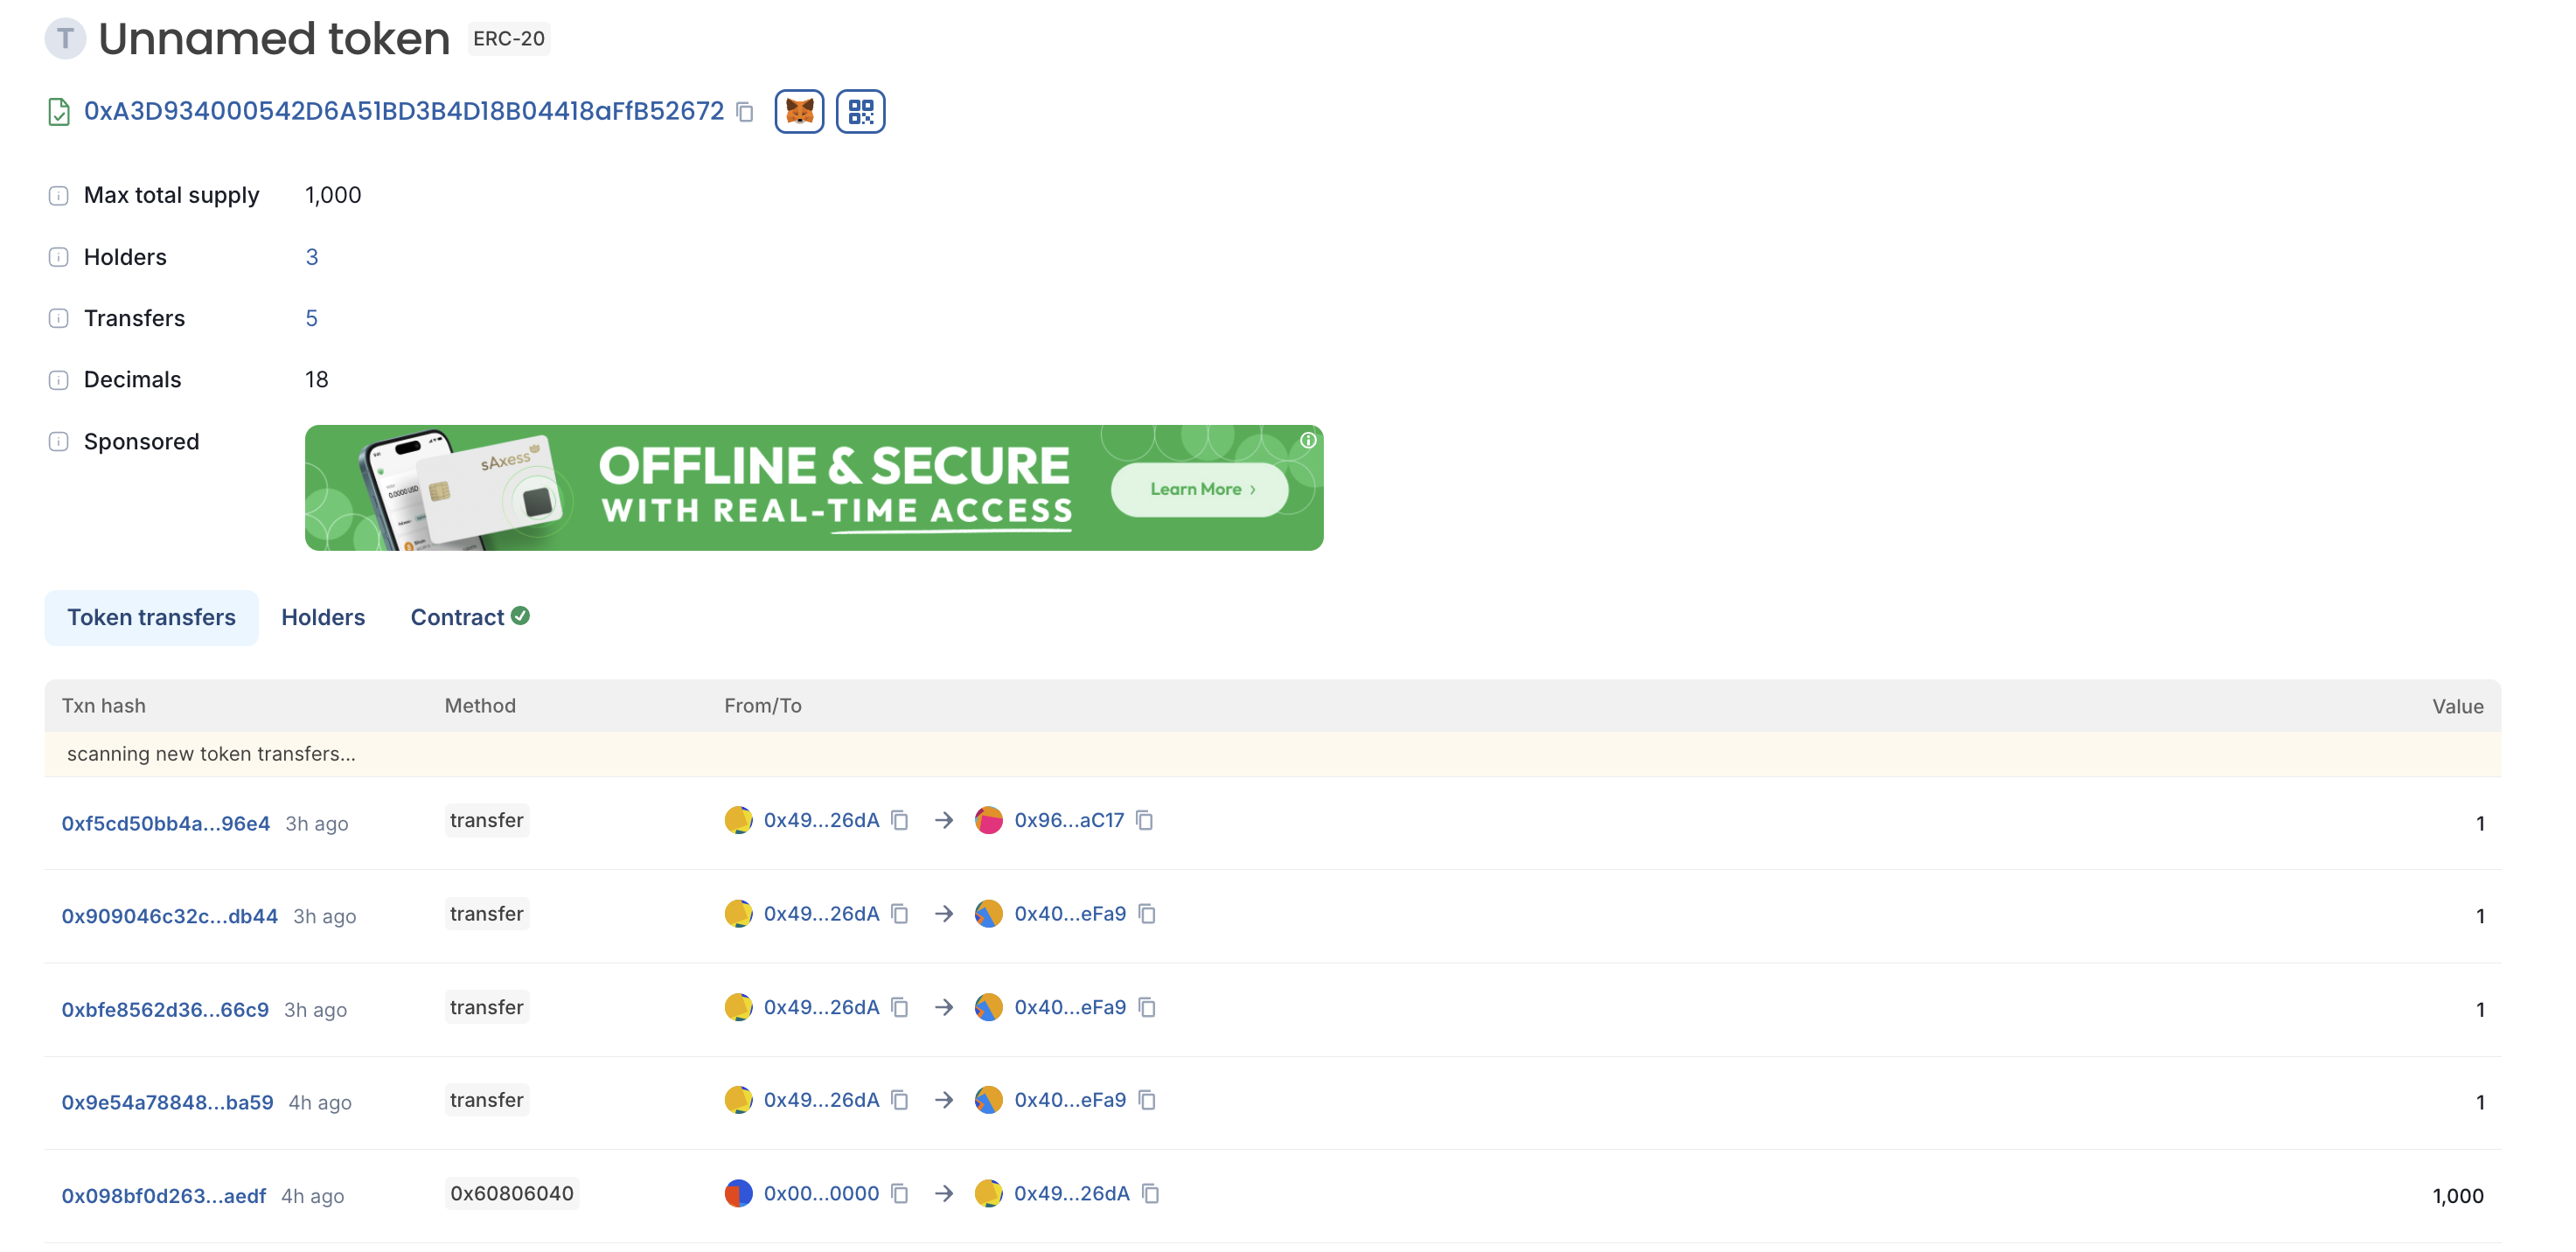 T Unnamed token ERC-20
0xA3D934000542D6A51BD3B4D18B04418aFfB52672
Max total supply 1,000
Holders 3
Transfers 5
Decimals 18
Sponsored
sAxess
0.0000 USD
OFFLINE & SECURE
WITH REAL-TIME ACCESS
Learn More ›
Token transfers Holders Contract
Txn hash Method From/To Value
scanning new token transfers...
0xf5cd50bb4a...96e4 3h ago transfer 0x49...26dA → 0x96...aC17 1
0x909046c32c...db44 3h ago transfer 0x49...26dA → 0x40...eFa9 1
0xbfe8562d36...66c9 3h ago transfer 0x49...26dA → 0x40...eFa9 1
0x9e54a78848...ba59 4h ago transfer 0x49...26dA → 0x40...eFa9 1
0x098bf0d263...aedf 4h ago 0x60806040 0x00...0000 → 0x49...26dA 1,000